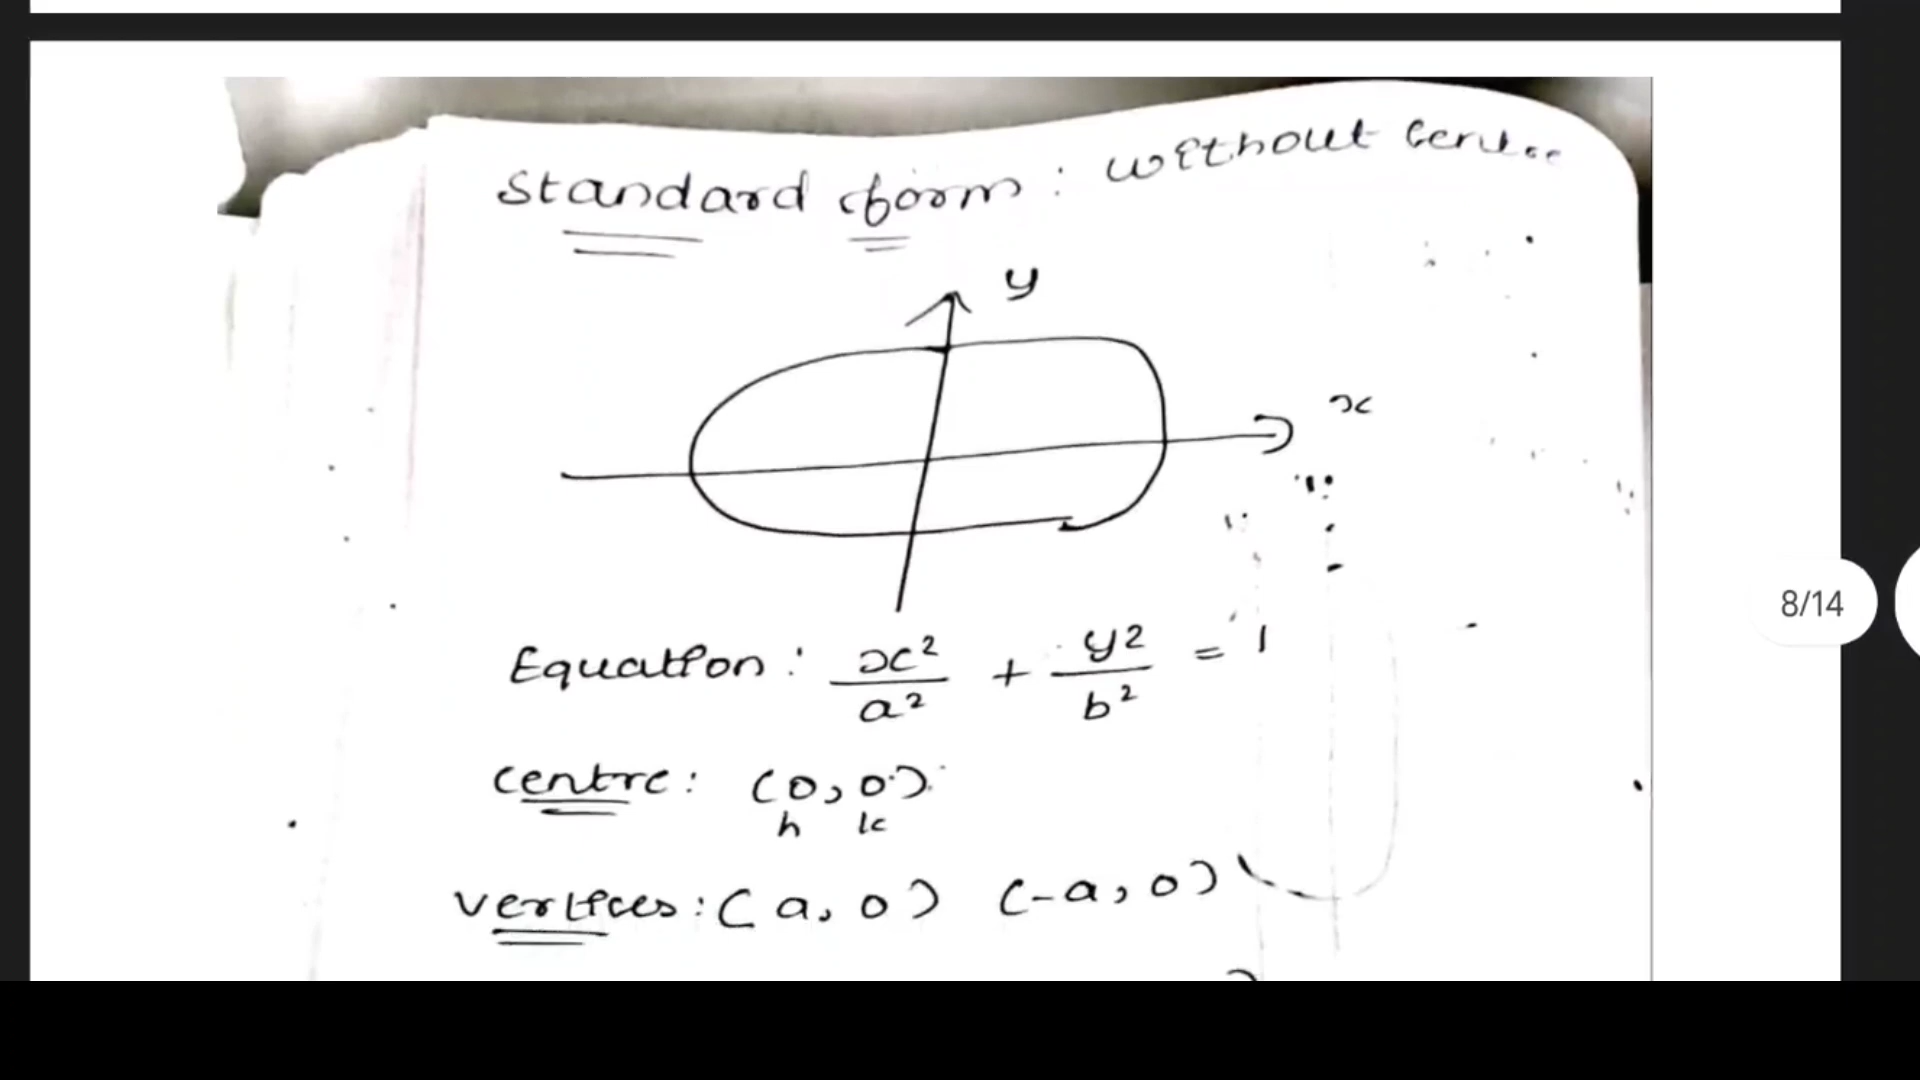 standard form : without centre
y
x
Equation : x²/a² + y²/b² = 1
centre : (0, 0)
h k
vertices : (a, 0) (-a, 0)
8/14